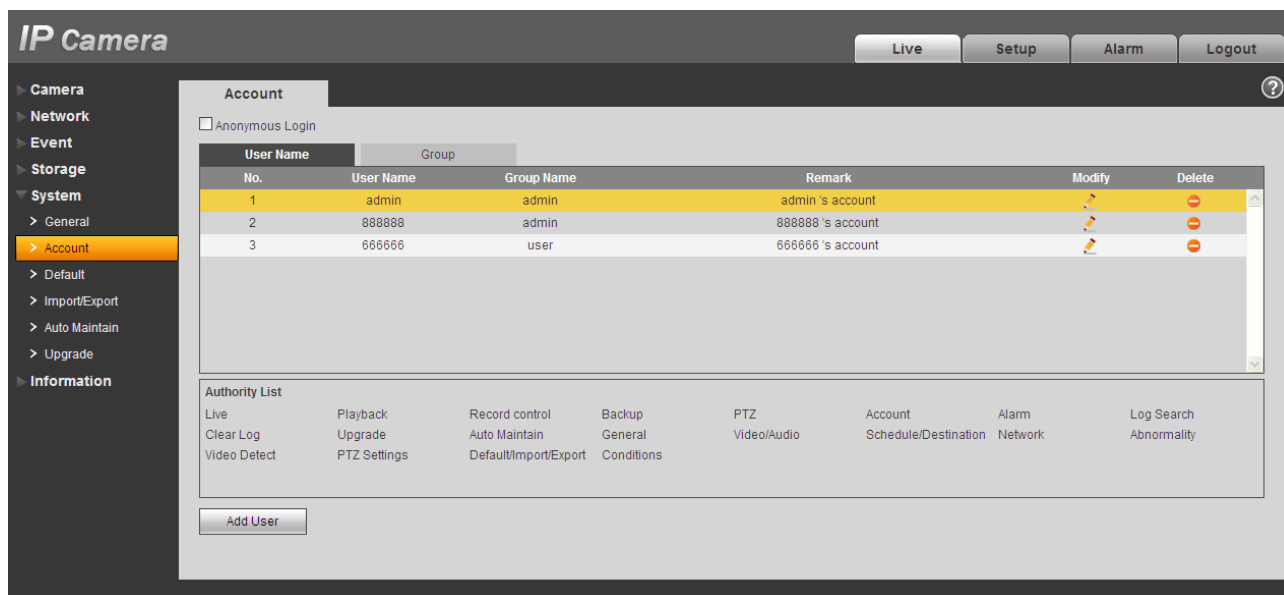 IP Camera
Live Setup Alarm Logout
Camera
Network
Event
Storage
System
> General
> Account
> Default
> Import/Export
> Auto Maintain
> Upgrade
Information
Account
?
Anonymous Login
User Name Group
No. User Name Group Name Remark Modify Delete
1 admin admin admin 's account
2 888888 admin 888888 's account
3 666666 user 666666 's account
Authority List
Live Playback Record control Backup PTZ Account Alarm Log Search
Clear Log Upgrade Auto Maintain General Video/Audio Schedule/Destination Network Abnormality
Video Detect PTZ Settings Default/Import/Export Conditions
Add User